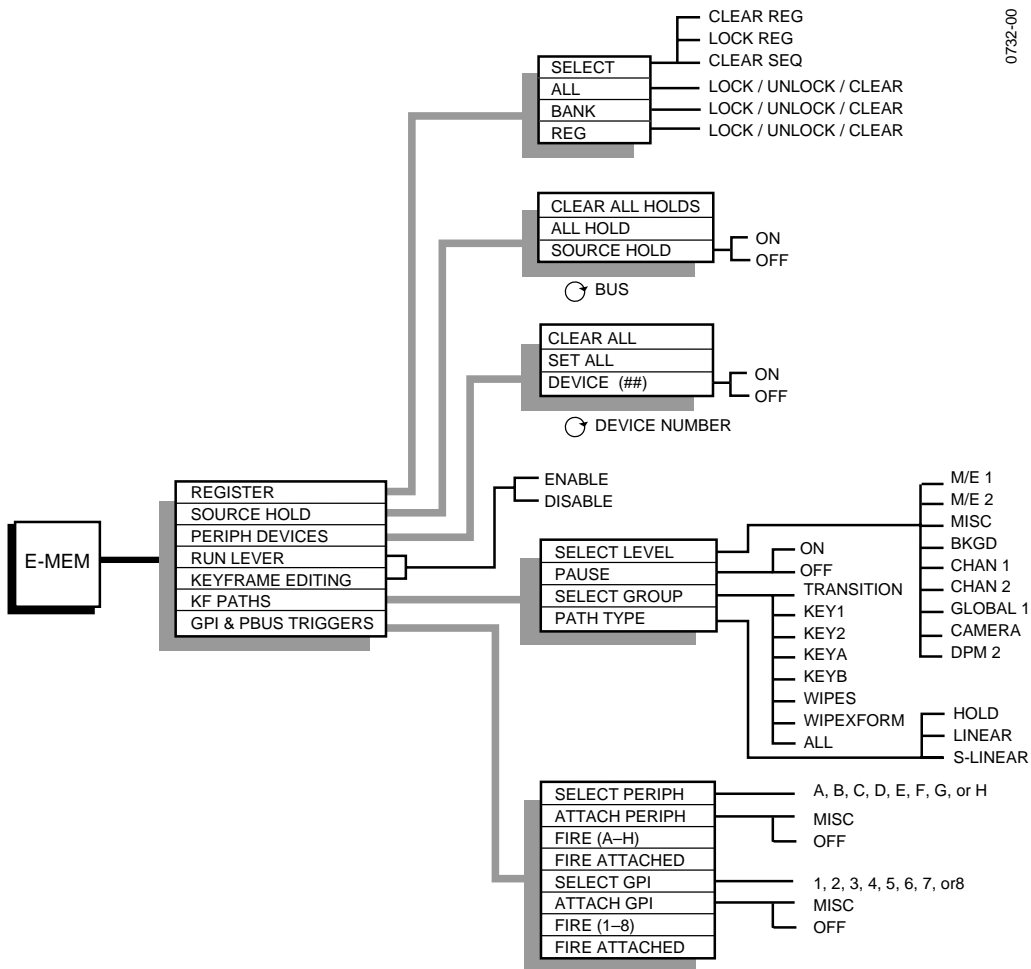 0732-00
CLEAR REG
LOCK REG
CLEAR SEQ
SELECT
ALL
BANK
REG
LOCK / UNLOCK / CLEAR
LOCK / UNLOCK / CLEAR
LOCK / UNLOCK / CLEAR
CLEAR ALL HOLDS
ALL HOLD
SOURCE HOLD
ON
OFF
BUS
CLEAR ALL
SET ALL
DEVICE (##)
ON
OFF
DEVICE NUMBER
E-MEM
REGISTER
SOURCE HOLD
PERIPH DEVICES
RUN LEVER
KEYFRAME EDITING
KF PATHS
GPI & PBUS TRIGGERS
ENABLE
DISABLE
SELECT LEVEL
PAUSE
SELECT GROUP
PATH TYPE
ON
OFF
TRANSITION
KEY1
KEY2
KEYA
KEYB
WIPES
WIPEXFORM
ALL
M/E 1
M/E 2
MISC
BKGD
CHAN 1
CHAN 2
GLOBAL 1
CAMERA
DPM 2
HOLD
LINEAR
S-LINEAR
SELECT PERIPH
ATTACH PERIPH
FIRE (A–H)
FIRE ATTACHED
SELECT GPI
ATTACH GPI
FIRE (1–8)
FIRE ATTACHED
A, B, C, D, E, F, G, or H
MISC
OFF
1, 2, 3, 4, 5, 6, 7, or8
MISC
OFF